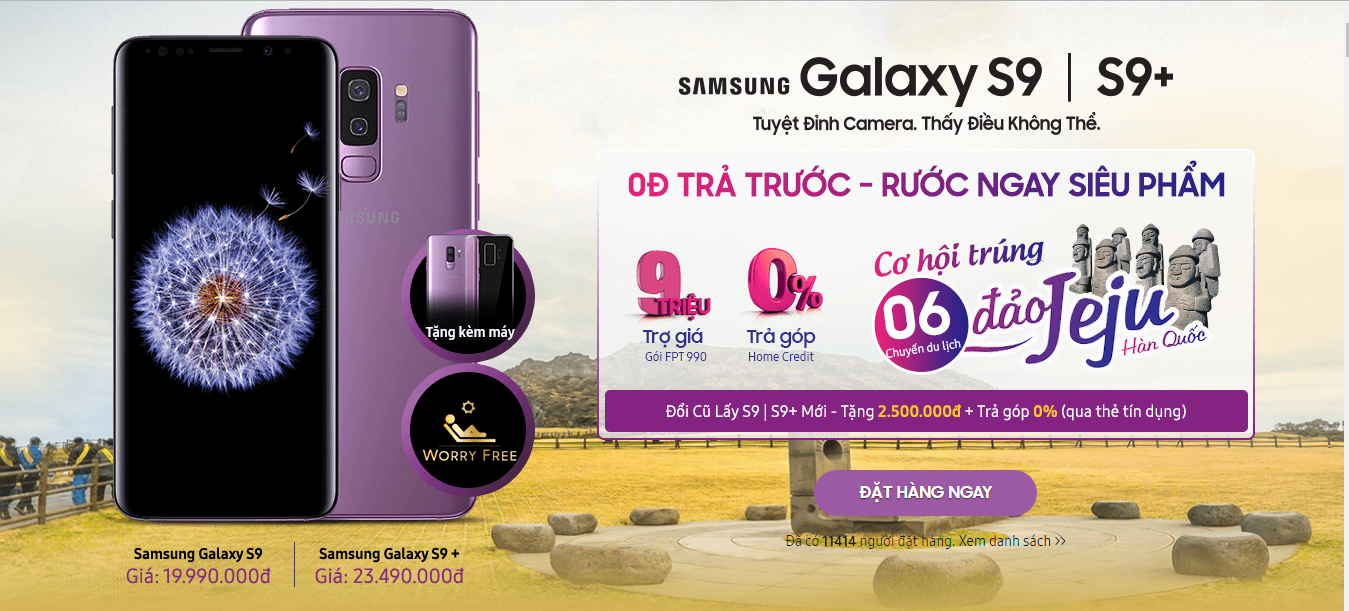 SAMSUNG Galaxy S9 | S9+
Tuyệt Đỉnh Camera. Thấy Điều Không Thể.
0Đ TRẢ TRƯỚC - RƯỚC NGAY SIÊU PHẨM
9 TRIỆU
Trợ giá
Gói FPT 990
0%
Trả góp
Home Credit
Cơ hội trúng
06
Chuyến du lịch
đảo Jeju
Hàn Quốc
Đổi Cũ Lấy S9 | S9+ Mới - Tặng 2.500.000đ + Trả góp 0% (qua thẻ tín dụng)
ĐẶT HÀNG NGAY
Đã có 11414 người đặt hàng. Xem danh sách >>
SAMSUNG
Tặng kèm máy
WORRY FREE
Samsung Galaxy S9
Giá: 19.990.000đ
Samsung Galaxy S9 +
Giá: 23.490.000đ